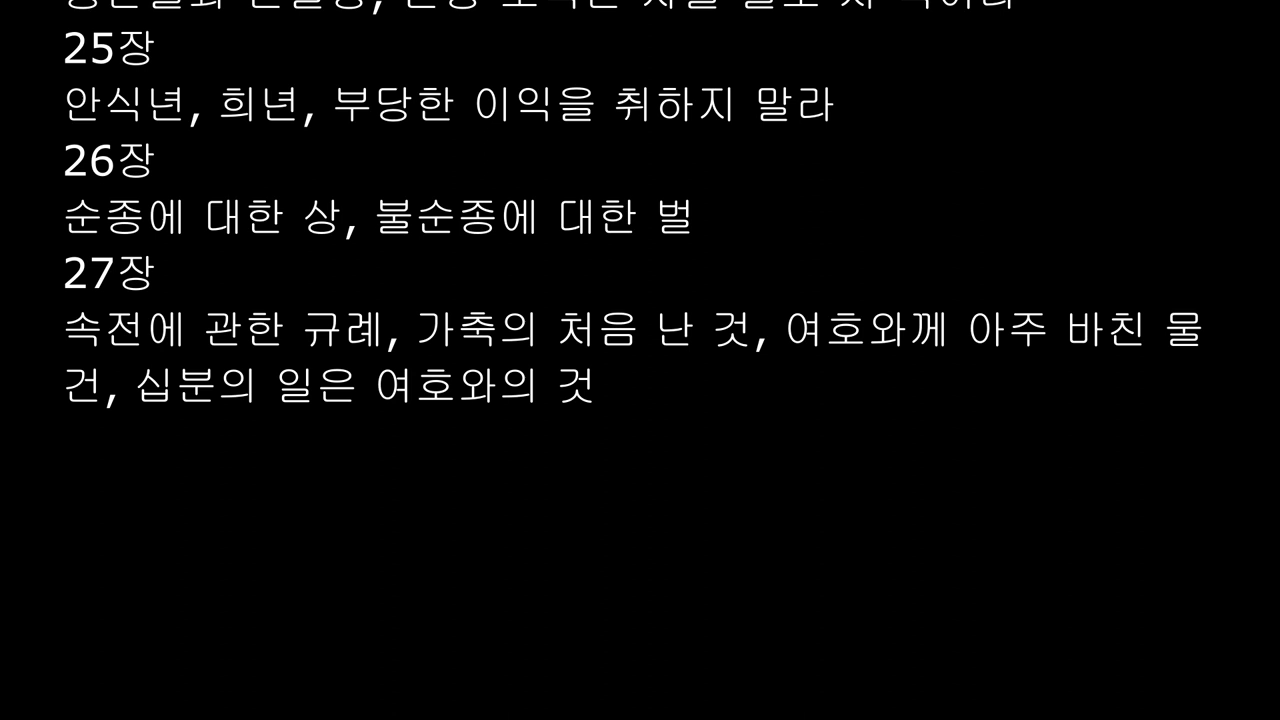 25장
안식년, 희년, 부당한 이익을 취하지 말라
26장
순종에 대한 상, 불순종에 대한 벌
27장
속전에 관한 규례, 가축의 처음 난 것, 여호와께 아주 바친 물
건, 십분의 일은 여호와의 것